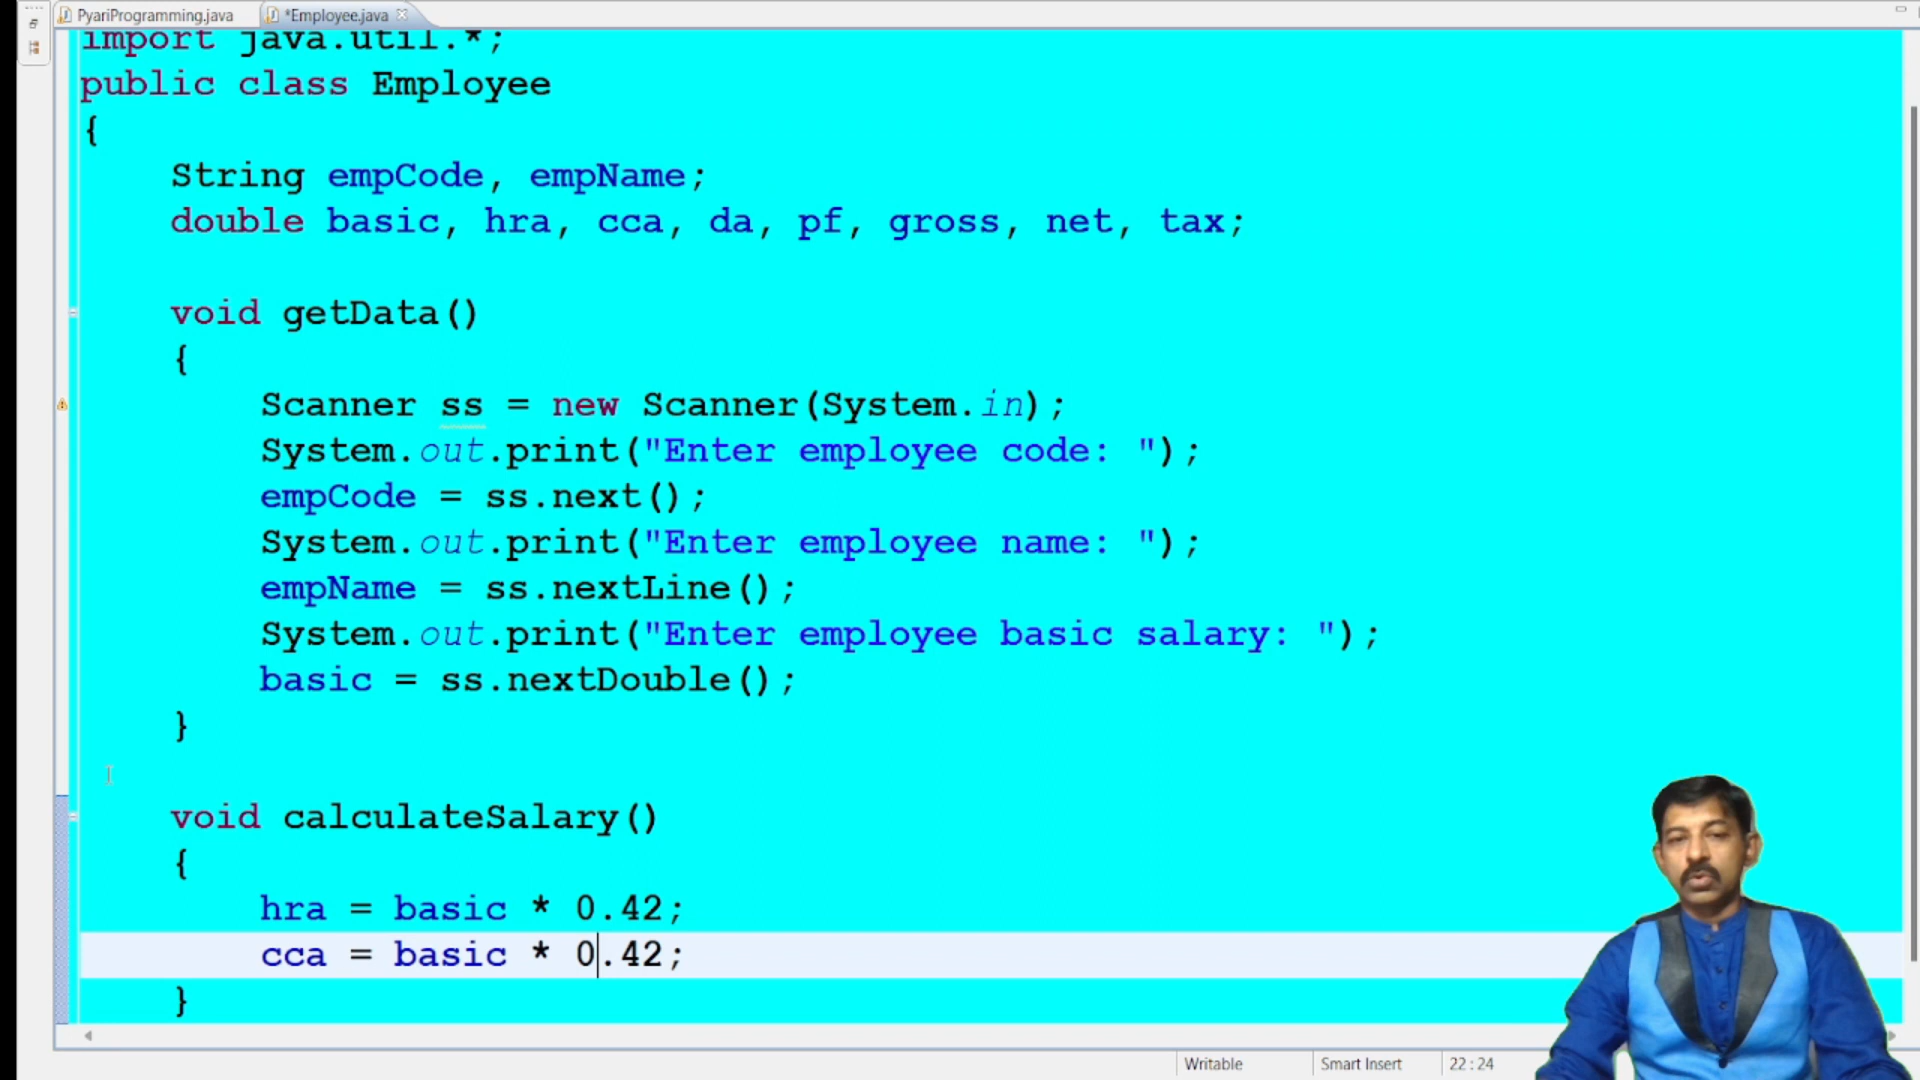 PyariProgramming.java
*Employee.java
import java.util.*;
public class Employee
{
String empCode, empName;
double basic, hra, cca, da, pf, gross, net, tax;
void getData()
{
Scanner ss = new Scanner(System.in);
System.out.print("Enter employee code: ");
empCode = ss.next();
System.out.print("Enter employee name: ");
empName = ss.nextLine();
System.out.print("Enter employee basic salary: ");
basic = ss.nextDouble();
}
void calculateSalary()
{
hra = basic * 0.42;
cca = basic * 0.42;
}
Writable
Smart Insert
22 : 24